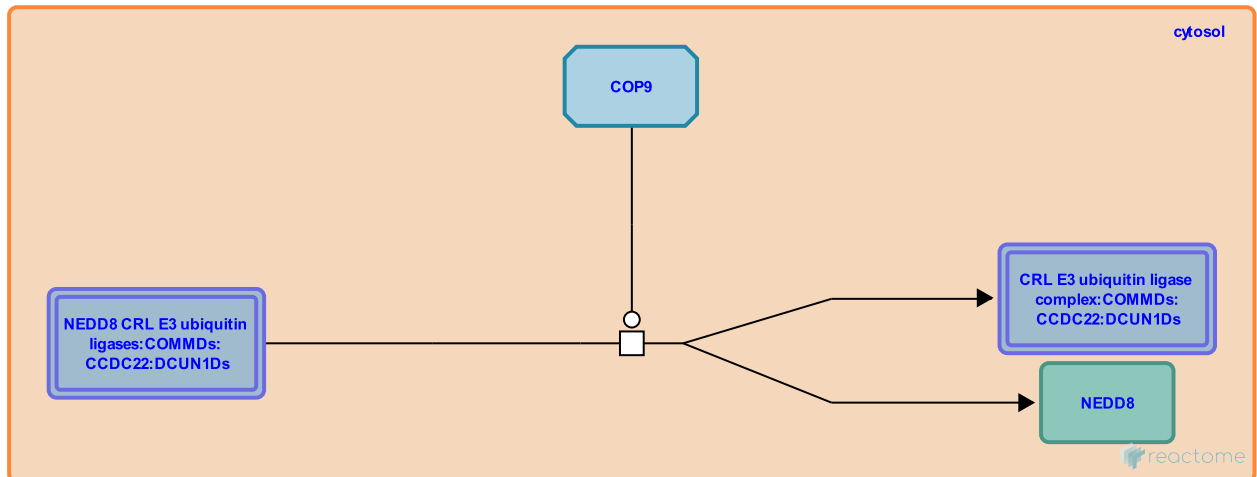 cytosol
COP9
NEDD8 CRL E3 ubiquitin
ligases:COMMDs:
CCDC22:DCUN1Ds
CRL E3 ubiquitin ligase
complex:COMMDs:
CCDC22:DCUN1Ds
NEDD8
reactome